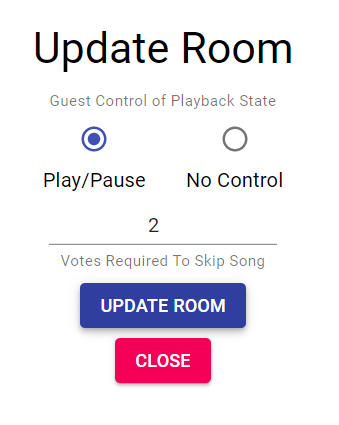 Update Room
Guest Control of Playback State
Play/Pause No Control
2
Votes Required To Skip Song
UPDATE ROOM
CLOSE